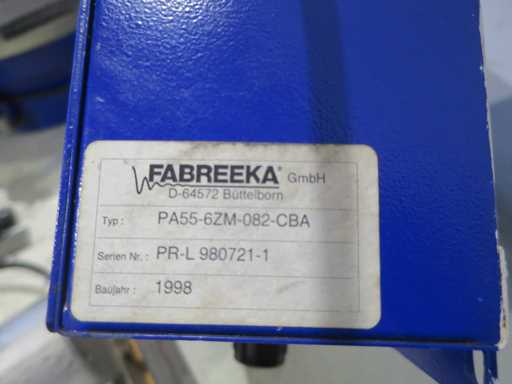 FABREEKA® GmbH
D-64572 Büttelborn
Typ: PA55-6ZM-082-CBA
Serien Nr.: PR-L 980721-1
Baujahr: 1998